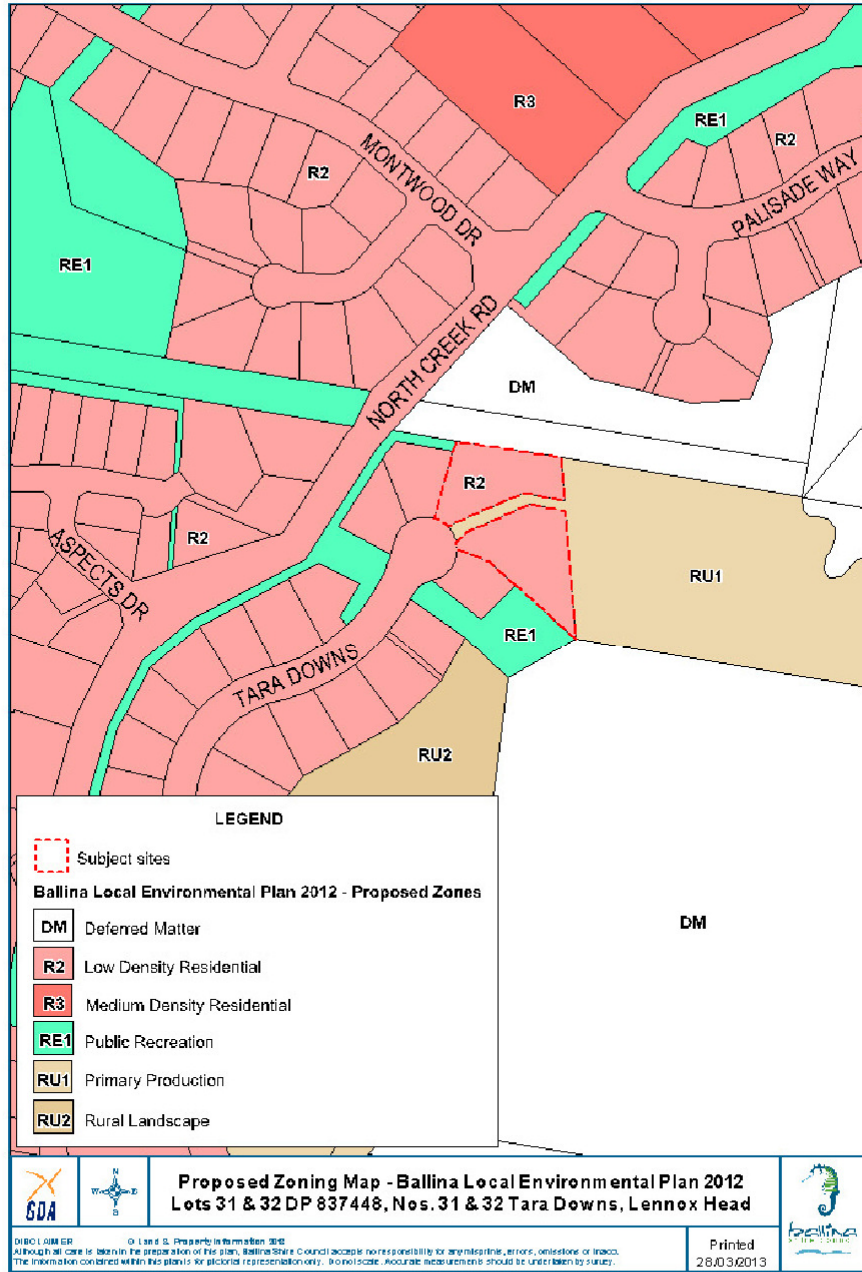 R3
RE1
R2
MONTWOOD DR
R2
PALISADE WAY
RE1
NORTH CREEK RD
DM
R2
R2
ASPECTS DR
RU1
RE1
TARA DOWNS
RU2
DM
LEGEND
Subject sites
Ballina Local Environmental Plan 2012 - Proposed Zones
DM Deferred Matter
R2 Low Density Residential
R3 Medium Density Residential
RE1 Public Recreation
RU1 Primary Production
RU2 Rural Landscape
GDA
N
W E
S
Proposed Zoning Map - Ballina Local Environmental Plan 2012
Lots 31 & 32 DP 837448, Nos. 31 & 32 Tara Downs, Lennox Head
ballina
shire council
DISCLAIMER © Land & Property Information
Although all care is taken in the preparation of this plan, Ballina Shire Council accepts no responsibility for any misprints, errors, omissions or
The information contained within this plan is for pictorial representation only. Do not scale. Accurate measurements should be undertaken by survey.
Printed
28/03/2013